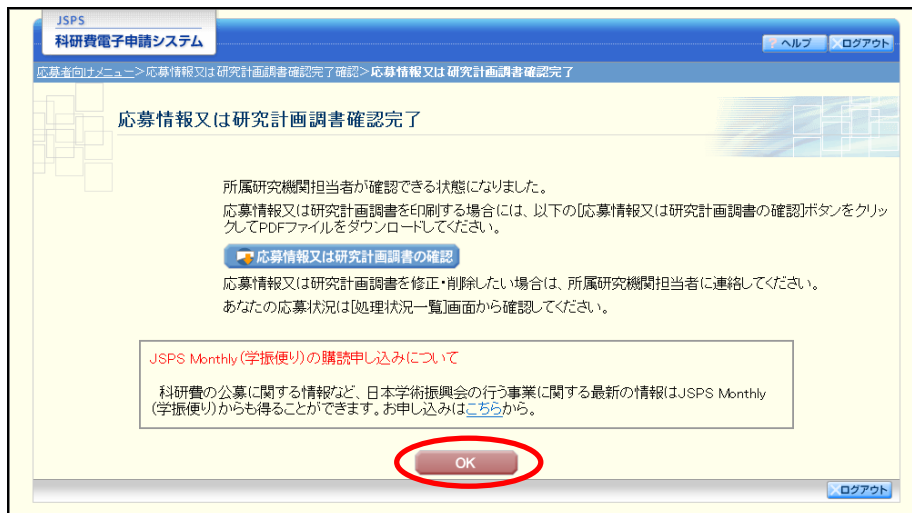 JSPS
科研費電子申請システム
? ヘルプ ×ログアウト
応募者向けメニュー>応募情報又は研究計画調書確認完了確認>応募情報又は研究計画調書確認完了
応募情報又は研究計画調書確認完了
所属研究機関担当者が確認できる状態になりました。
応募情報又は研究計画調書を印刷する場合には、以下の[応募情報又は研究計画調書の確認]ボタンをクリッ
クしてPDFファイルをダウンロードしてください。
応募情報又は研究計画調書の確認
応募情報又は研究計画調書を修正・削除したい場合は、所属研究機関担当者に連絡してください。
あなたの応募状況は[処理状況一覧]画面から確認してください。
JSPS Monthly（学振便り）の購読申し込みについて
科研費の公募に関する情報など、日本学術振興会の行う事業に関する最新の情報はJSPS Monthly
（学振便り）からも得ることができます。お申し込みはこちらから。
OK
×ログアウト